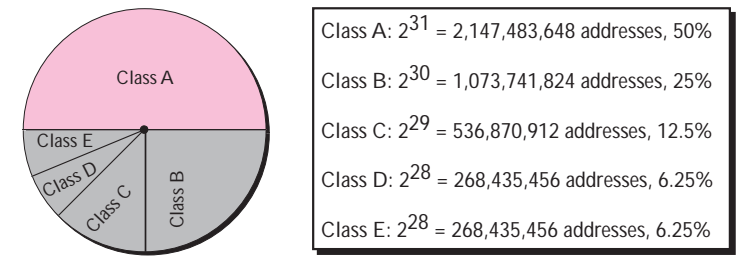 Class A
Class E
Class D
Class C
Class B
Class A: 2^31 = 2,147,483,648 addresses, 50%
Class B: 2^30 = 1,073,741,824 addresses, 25%
Class C: 2^29 = 536,870,912 addresses, 12.5%
Class D: 2^28 = 268,435,456 addresses, 6.25%
Class E: 2^28 = 268,435,456 addresses, 6.25%